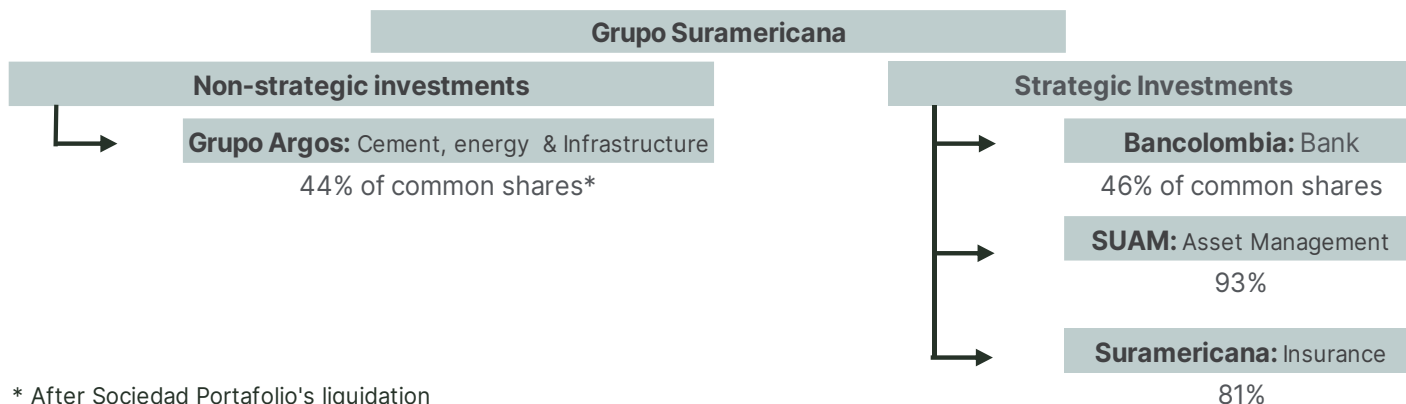 Grupo Suramericana
Non-strategic investments
Grupo Argos: Cement, energy & Infrastructure
44% of common shares*
Strategic Investments
Bancolombia: Bank
46% of common shares
SUAM: Asset Management
93%
Suramericana: Insurance
81%
* After Sociedad Portafolio's liquidation